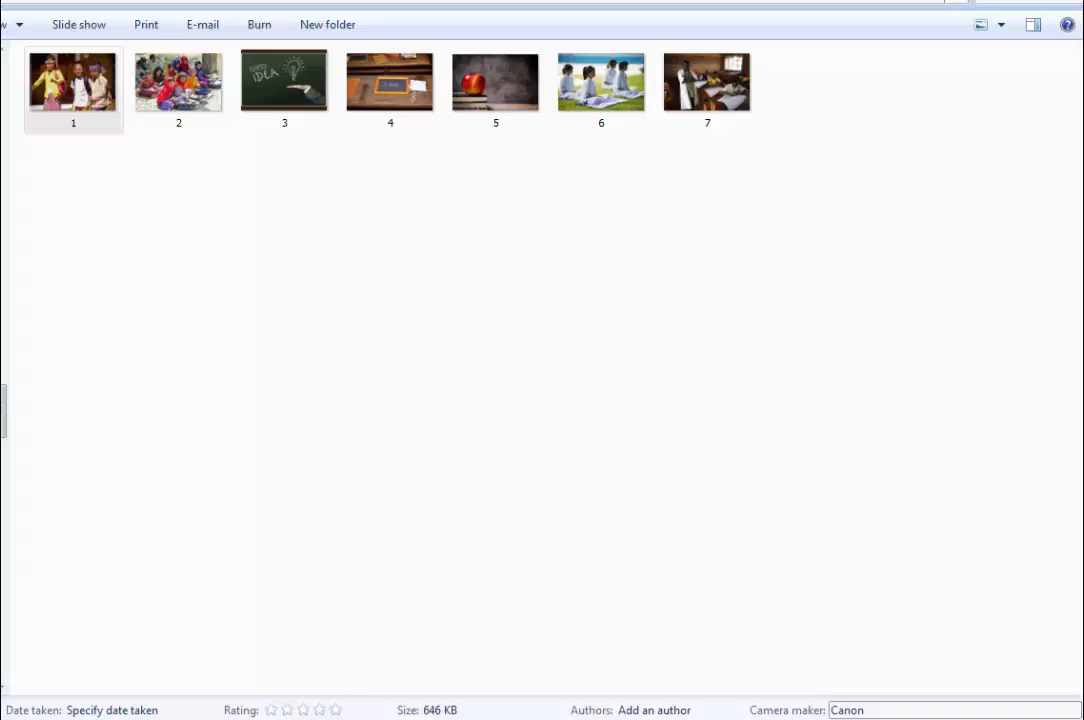 w Slide show Print E-mail Burn New folder
IDEA
1 2 3 4 5 6 7
Date taken: Specify date taken Rating: Size: 646 KB Authors: Add an author Camera maker: Canon